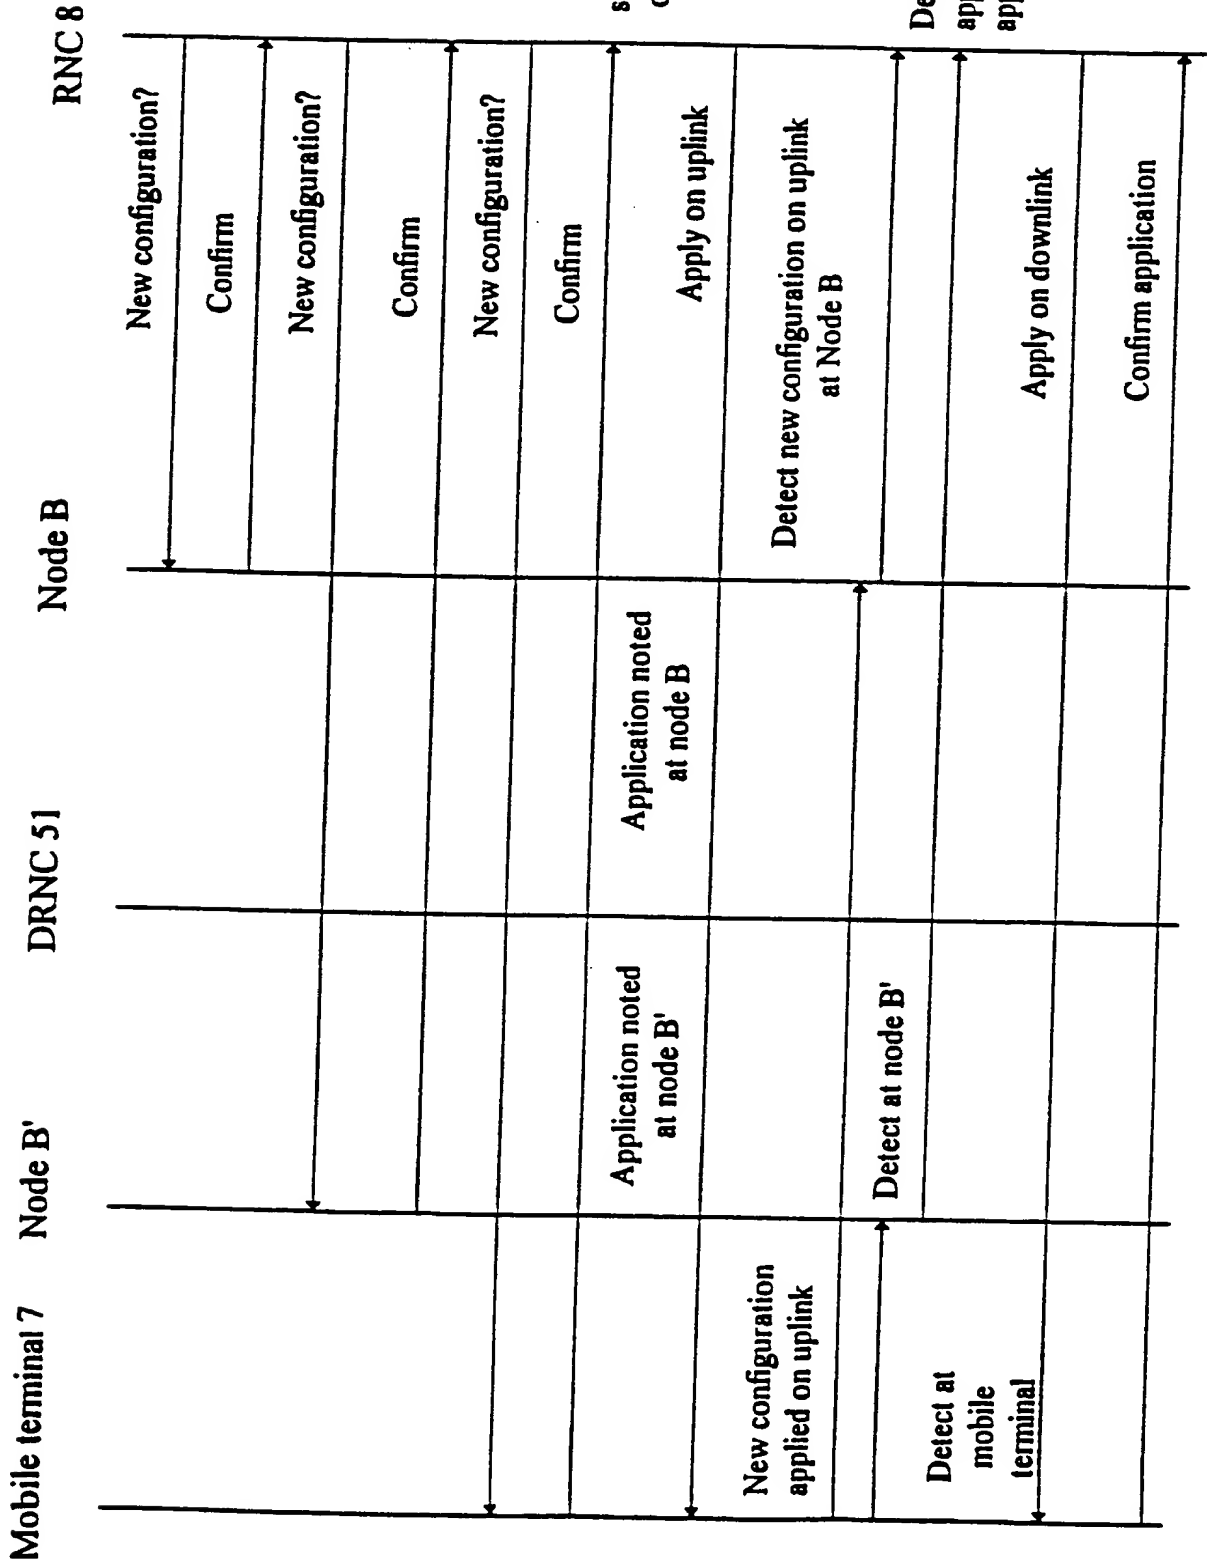 Mobile terminal 7
Node B'
DRNC 51
Node B
RNC 8
New configuration?
Confirm
New configuration?
Confirm
New configuration?
Confirm
Application noted
at node B'
Application noted
at node B
Apply on uplink
New configuration
applied on uplink
Detect new configuration on uplink
at Node B
Detect at node B'
Detect at
mobile
terminal
Apply on downlink
Confirm application